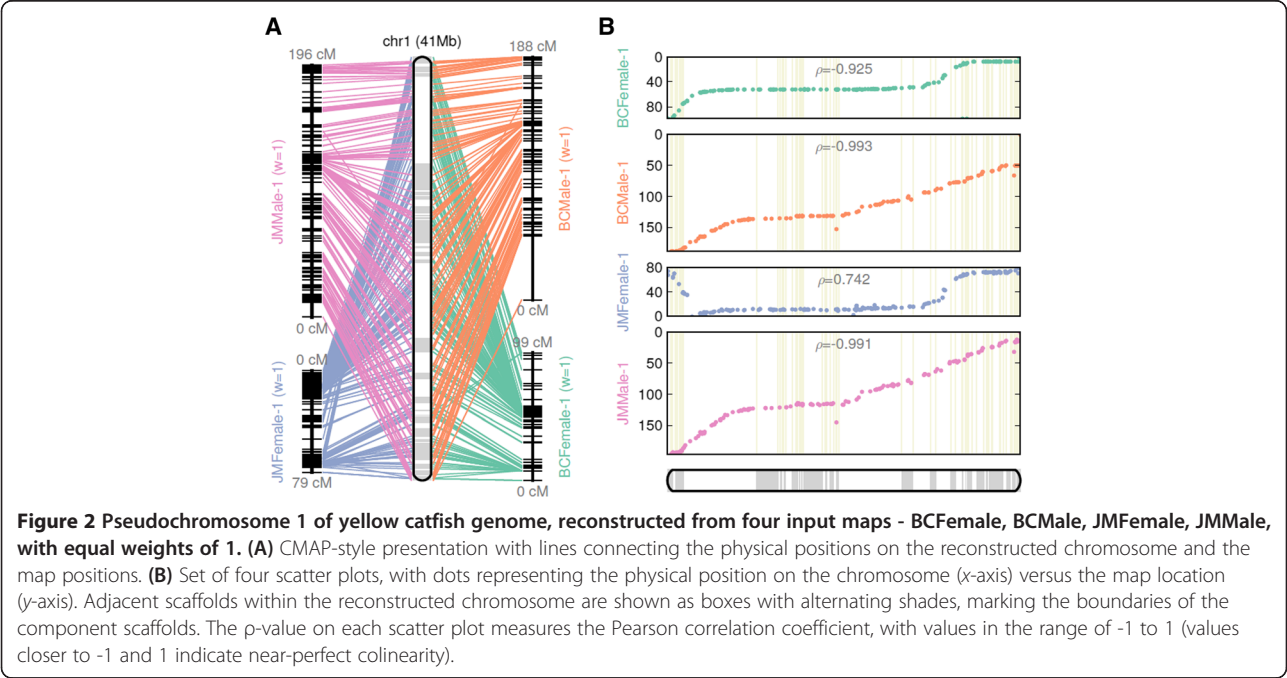 A
196 cM
chr1 (41Mb)
188 cM
JMMale-1 (w=1)
BCMale-1 (w=1)
0 cM
0 cM
0 cM
99 cM
JMFemale-1 (w=1)
BCFemale-1 (w=1)
79 cM
0 cM
B
BCFemale-1
0
40
80
ρ=-0.925
BCMale-1
0
50
100
150
ρ=-0.993
JMFemale-1
80
40
0
ρ=0.742
JMMale-1
0
50
100
150
ρ=-0.991
Figure 2 Pseudochromosome 1 of yellow catfish genome, reconstructed from four input maps - BCFemale, BCMale, JMFemale, JMMale,
with equal weights of 1. (A) CMAP-style presentation with lines connecting the physical positions on the reconstructed chromosome and the
map positions. (B) Set of four scatter plots, with dots representing the physical position on the chromosome (x-axis) versus the map location
(y-axis). Adjacent scaffolds within the reconstructed chromosome are shown as boxes with alternating shades, marking the boundaries of the
component scaffolds. The ρ-value on each scatter plot measures the Pearson correlation coefficient, with values in the range of -1 to 1 (values
closer to -1 and 1 indicate near-perfect colinearity).